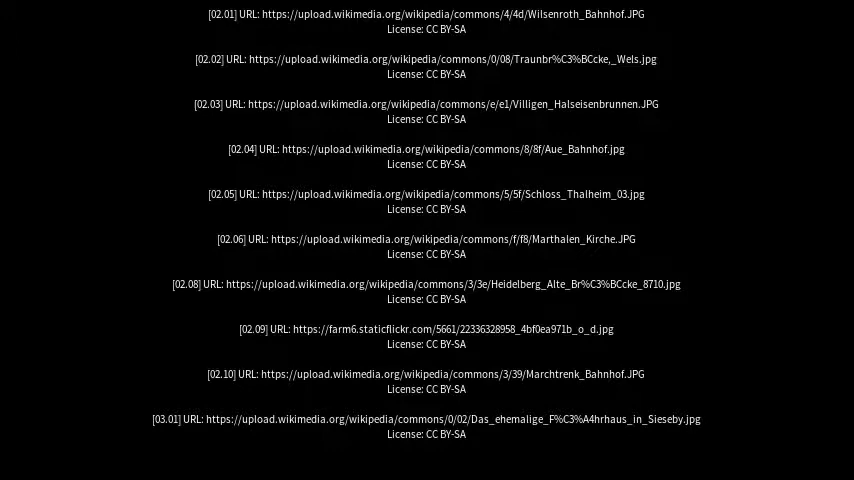 [02.01] URL: https://upload.wikimedia.org/wikipedia/commons/4/4d/Wilsenroth_Bahnhof.JPG
License: CC BY-SA
[02.02] URL: https://upload.wikimedia.org/wikipedia/commons/0/08/Traunbr%C3%BCcke,_Wels.jpg
License: CC BY-SA
[02.03] URL: https://upload.wikimedia.org/wikipedia/commons/e/e1/Villigen_Halseisenbrunnen.JPG
License: CC BY-SA
[02.04] URL: https://upload.wikimedia.org/wikipedia/commons/8/8f/Aue_Bahnhof.jpg
License: CC BY-SA
[02.05] URL: https://upload.wikimedia.org/wikipedia/commons/5/5f/Schloss_Thalheim_03.jpg
License: CC BY-SA
[02.06] URL: https://upload.wikimedia.org/wikipedia/commons/f/f8/Marthalen_Kirche.JPG
License: CC BY-SA
[02.08] URL: https://upload.wikimedia.org/wikipedia/commons/3/3e/Heidelberg_Alte_Br%C3%BCcke_8710.jpg
License: CC BY-SA
[02.09] URL: https://farm6.staticflickr.com/5661/22336328958_4bf0ea971b_o_d.jpg
License: CC BY-SA
[02.10] URL: https://upload.wikimedia.org/wikipedia/commons/3/39/Marchtrenk_Bahnhof.JPG
License: CC BY-SA
[03.01] URL: https://upload.wikimedia.org/wikipedia/commons/0/02/Das_ehemalige_F%C3%A4hrhaus_in_Sieseby.jpg
License: CC BY-SA